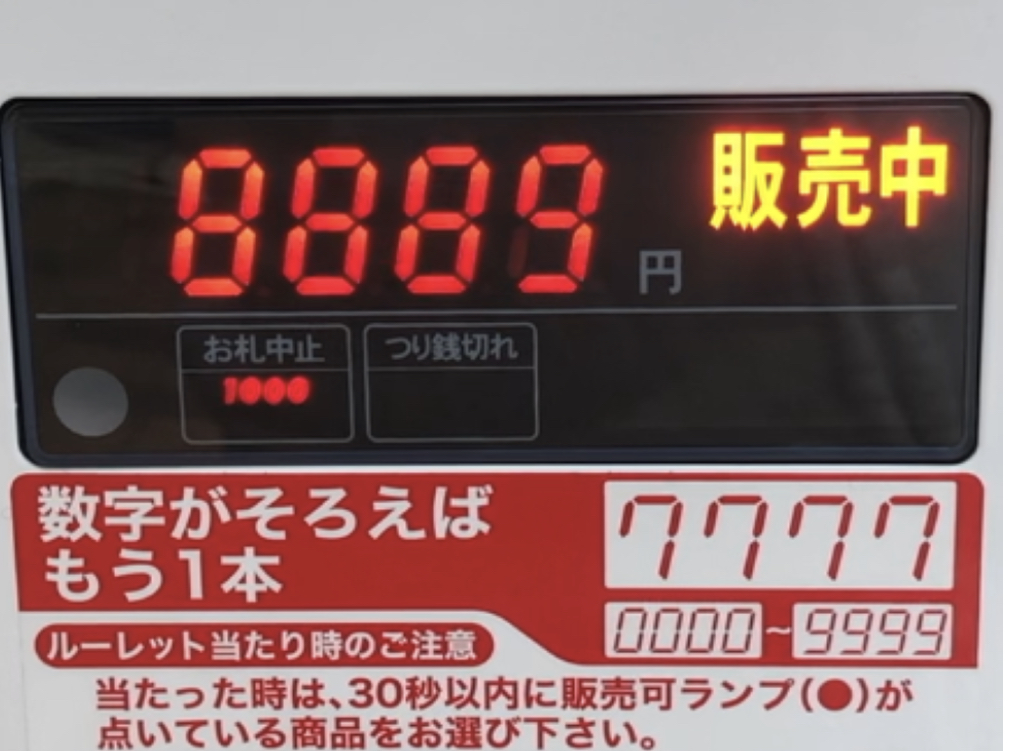 8889
円
販売中
お札中止
つり銭切れ
1000
数字がそろえば
もう1本
7777
0000~9999
ルーレット当たり時のご注意
当たった時は、30秒以内に販売可ランプ(●)が
点いている商品をお選び下さい。